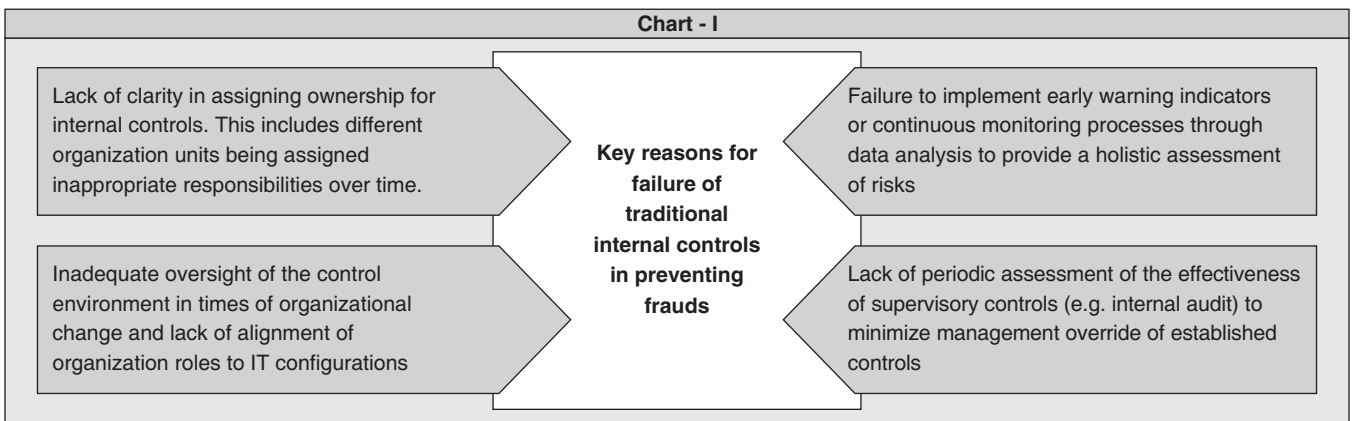 Chart - I
Lack of clarity in assigning ownership for
internal controls. This includes different
organization units being assigned
inappropriate responsibilities over time.
Inadequate oversight of the control
environment in times of organizational
change and lack of alignment of
organization roles to IT configurations
Key reasons for
failure of
traditional
internal controls
in preventing
frauds
Failure to implement early warning indicators
or continuous monitoring processes through
data analysis to provide a holistic assessment
of risks
Lack of periodic assessment of the effectiveness
of supervisory controls (e.g. internal audit) to
minimize management override of established
controls